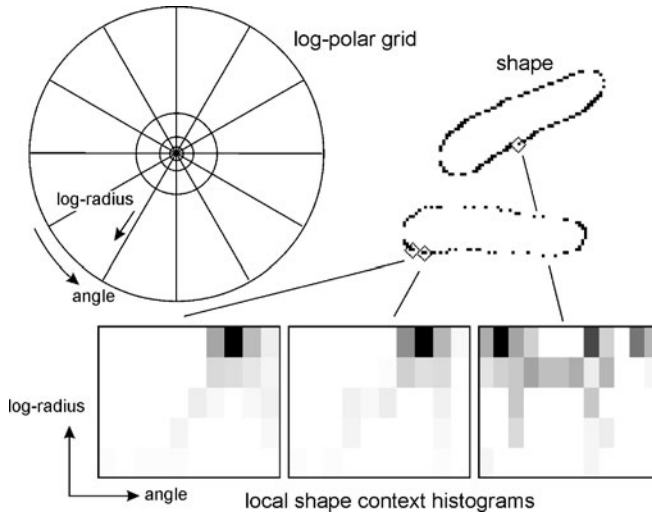 log-polar grid
shape
log-radius
angle
log-radius
angle
local shape context histograms